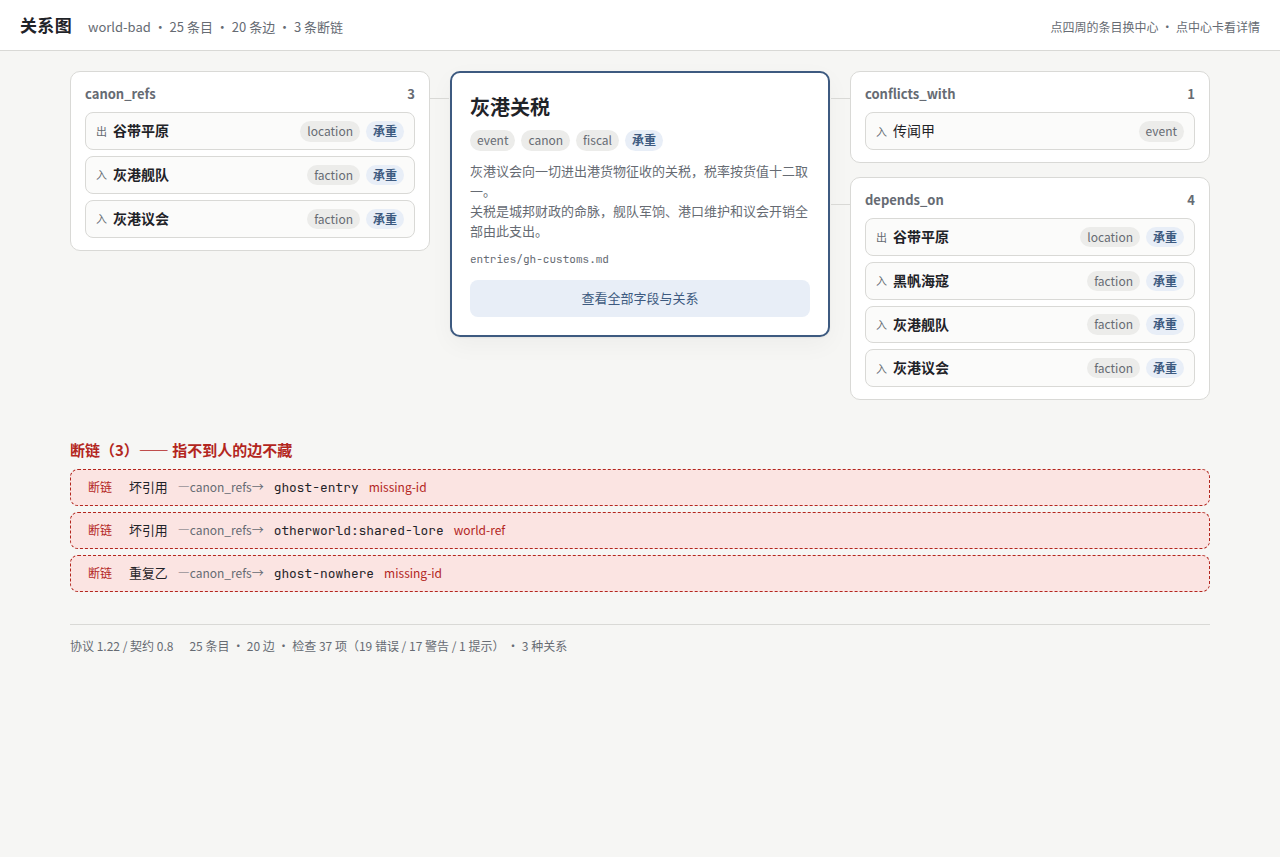 关系图 world-bad · 25 条目 · 20 条边 · 3 条断链
点四周的条目换中心 · 点中心卡看详情
canon_refs 3
出 谷带平原 location 承重
入 灰港舰队 faction 承重
入 灰港议会 faction 承重
灰港关税
event canon fiscal 承重
灰港议会向一切进出港货物征收的关税，税率按货值十二取
一。
关税是城邦财政的命脉，舰队军饷、港口维护和议会开销全
部由此支出。
entries/gh-customs.md
查看全部字段与关系
conflicts_with 1
入 传闻甲 event
depends_on 4
出 谷带平原 location 承重
入 黑帆海寇 faction 承重
入 灰港舰队 faction 承重
入 灰港议会 faction 承重
断链（3）—— 指不到人的边不藏
断链 坏引用 —canon_refs→ ghost-entry missing-id
断链 坏引用 —canon_refs→ otherworld:shared-lore world-ref
断链 重复乙 —canon_refs→ ghost-nowhere missing-id
协议 1.22 / 契约 0.8 25 条目 · 20 边 · 检查 37 项（19 错误 / 17 警告 / 1 提示） · 3 种关系